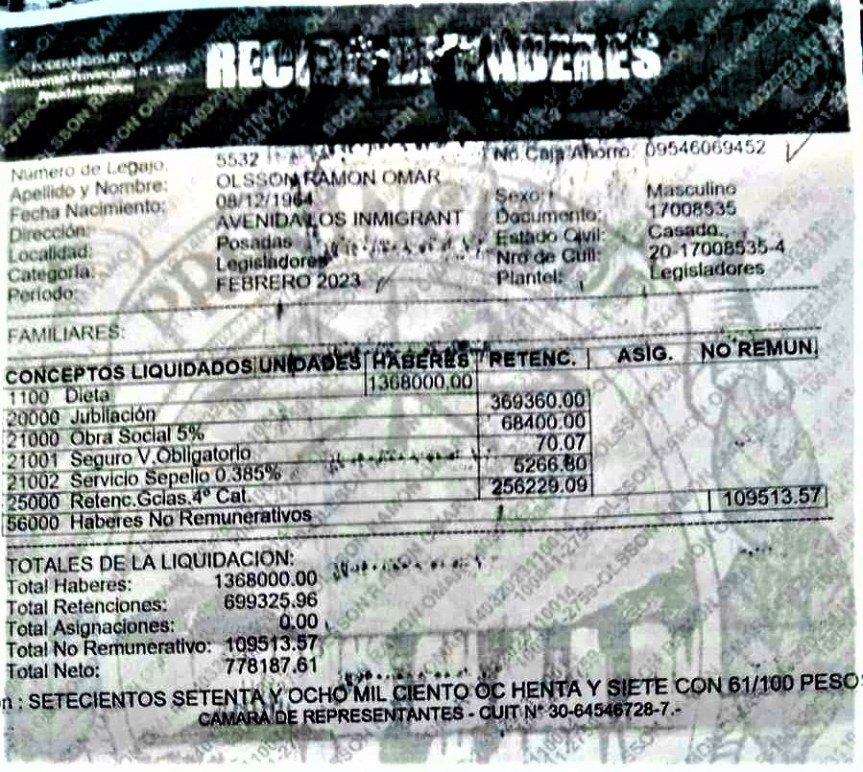 RECIBO DE HABERES
Número de Legajo: 5532 No.Caja Ahorro: 09546069452
Apellido y Nombre: OLSSON RAMON OMAR Sexo: Masculino
Fecha Nacimiento: 08/12/1964 Documento: 17008535
Dirección: AVENIDA LOS INMIGRANT Estado Civil: Casado.
Localidad: Posadas Nro de Cuil: 20-17008535-4
Categoría: Legisladores Plantel: Legisladores
Período: FEBRERO 2023
FAMILIARES:
CONCEPTOS LIQUIDADOS UNIDADES HABERES RETENC. ASIG. NO REMUN.
1100 Dieta 1368000.00
20000 Jubilación 369360.00
21000 Obra Social 5% 68400.00
21001 Seguro V.Obligatorio 70.07
21002 Servicio Sepelio 0.385% 5266.80
25000 Retenc.Gcias.4º Cat. 256229.09
56000 Haberes No Remunerativos 109513.57
TOTALES DE LA LIQUIDACION:
Total Haberes: 1368000.00
Total Retenciones: 699325.96
Total Asignaciones: 0.00
Total No Remunerativo: 109513.57
Total Neto: 778187.61
: SETECIENTOS SETENTA Y OCHO MIL CIENTO OC HENTA Y SIETE CON 61/100 PESO
CAMARA DE REPRESENTANTES - CUIT Nº 30-64546728-7.-